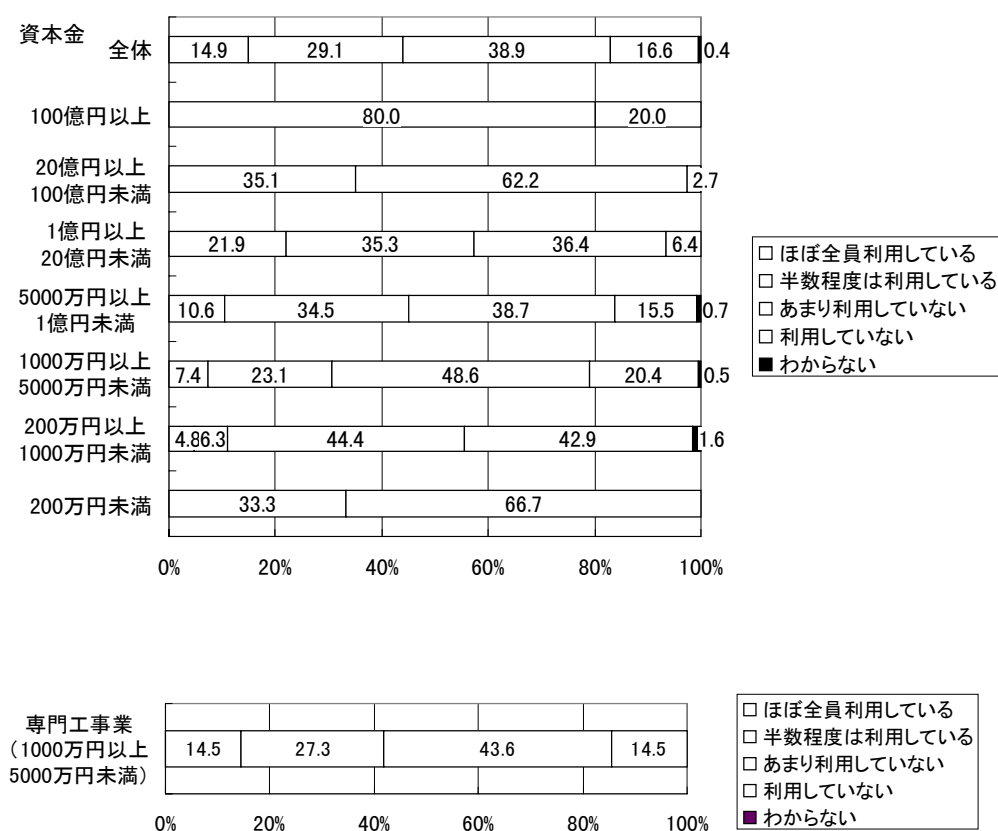 資本金
全体
14.9 29.1 38.9 16.6 0.4
100億円以上
80.0 20.0
20億円以上
100億円未満
35.1 62.2 2.7
1億円以上
20億円未満
21.9 35.3 36.4 6.4
5000万円以上
1億円未満
10.6 34.5 38.7 15.5 0.7
1000万円以上
5000万円未満
7.4 23.1 48.6 20.4 0.5
200万円以上
1000万円未満
4.8 6.3 44.4 42.9 1.6
200万円未満
33.3 66.7
0% 20% 40% 60% 80% 100%
□ ほぼ全員利用している
□ 半数程度は利用している
□ あまり利用していない
□ 利用していない
■ わからない
専門工事業
(1000万円以上
5000万円未満)
14.5 27.3 43.6 14.5
0% 20% 40% 60% 80% 100%
□ ほぼ全員利用している
□ 半数程度は利用している
□ あまり利用していない
□ 利用していない
■ わからない